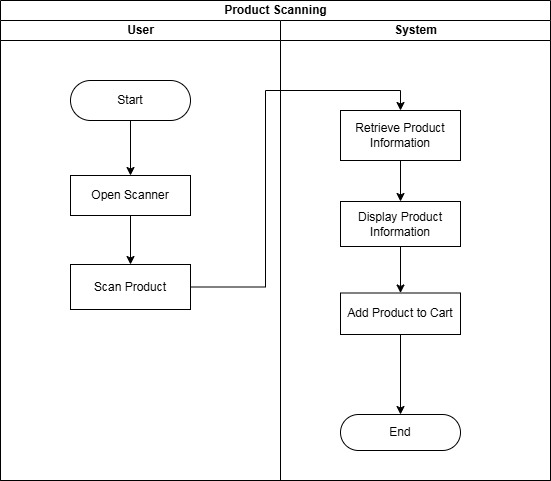 Product Scanning
User
System
Start
Open Scanner
Scan Product
Retrieve Product
Information
Display Product
Information
Add Product to Cart
End